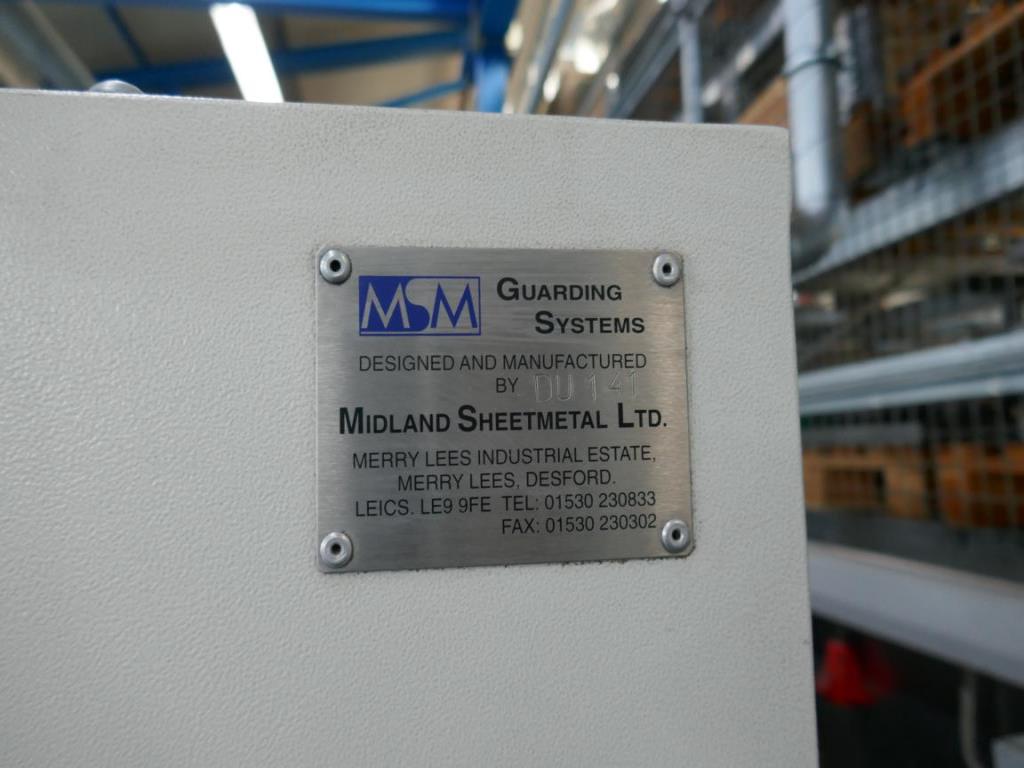 MSM GUARDING
SYSTEMS
DESIGNED AND MANUFACTURED
BY DU 141
MIDLAND SHEETMETAL LTD.
MERRY LEES INDUSTRIAL ESTATE,
MERRY LEES, DESFORD.
LEICS. LE9 9FE TEL: 01530 230833
FAX: 01530 230302